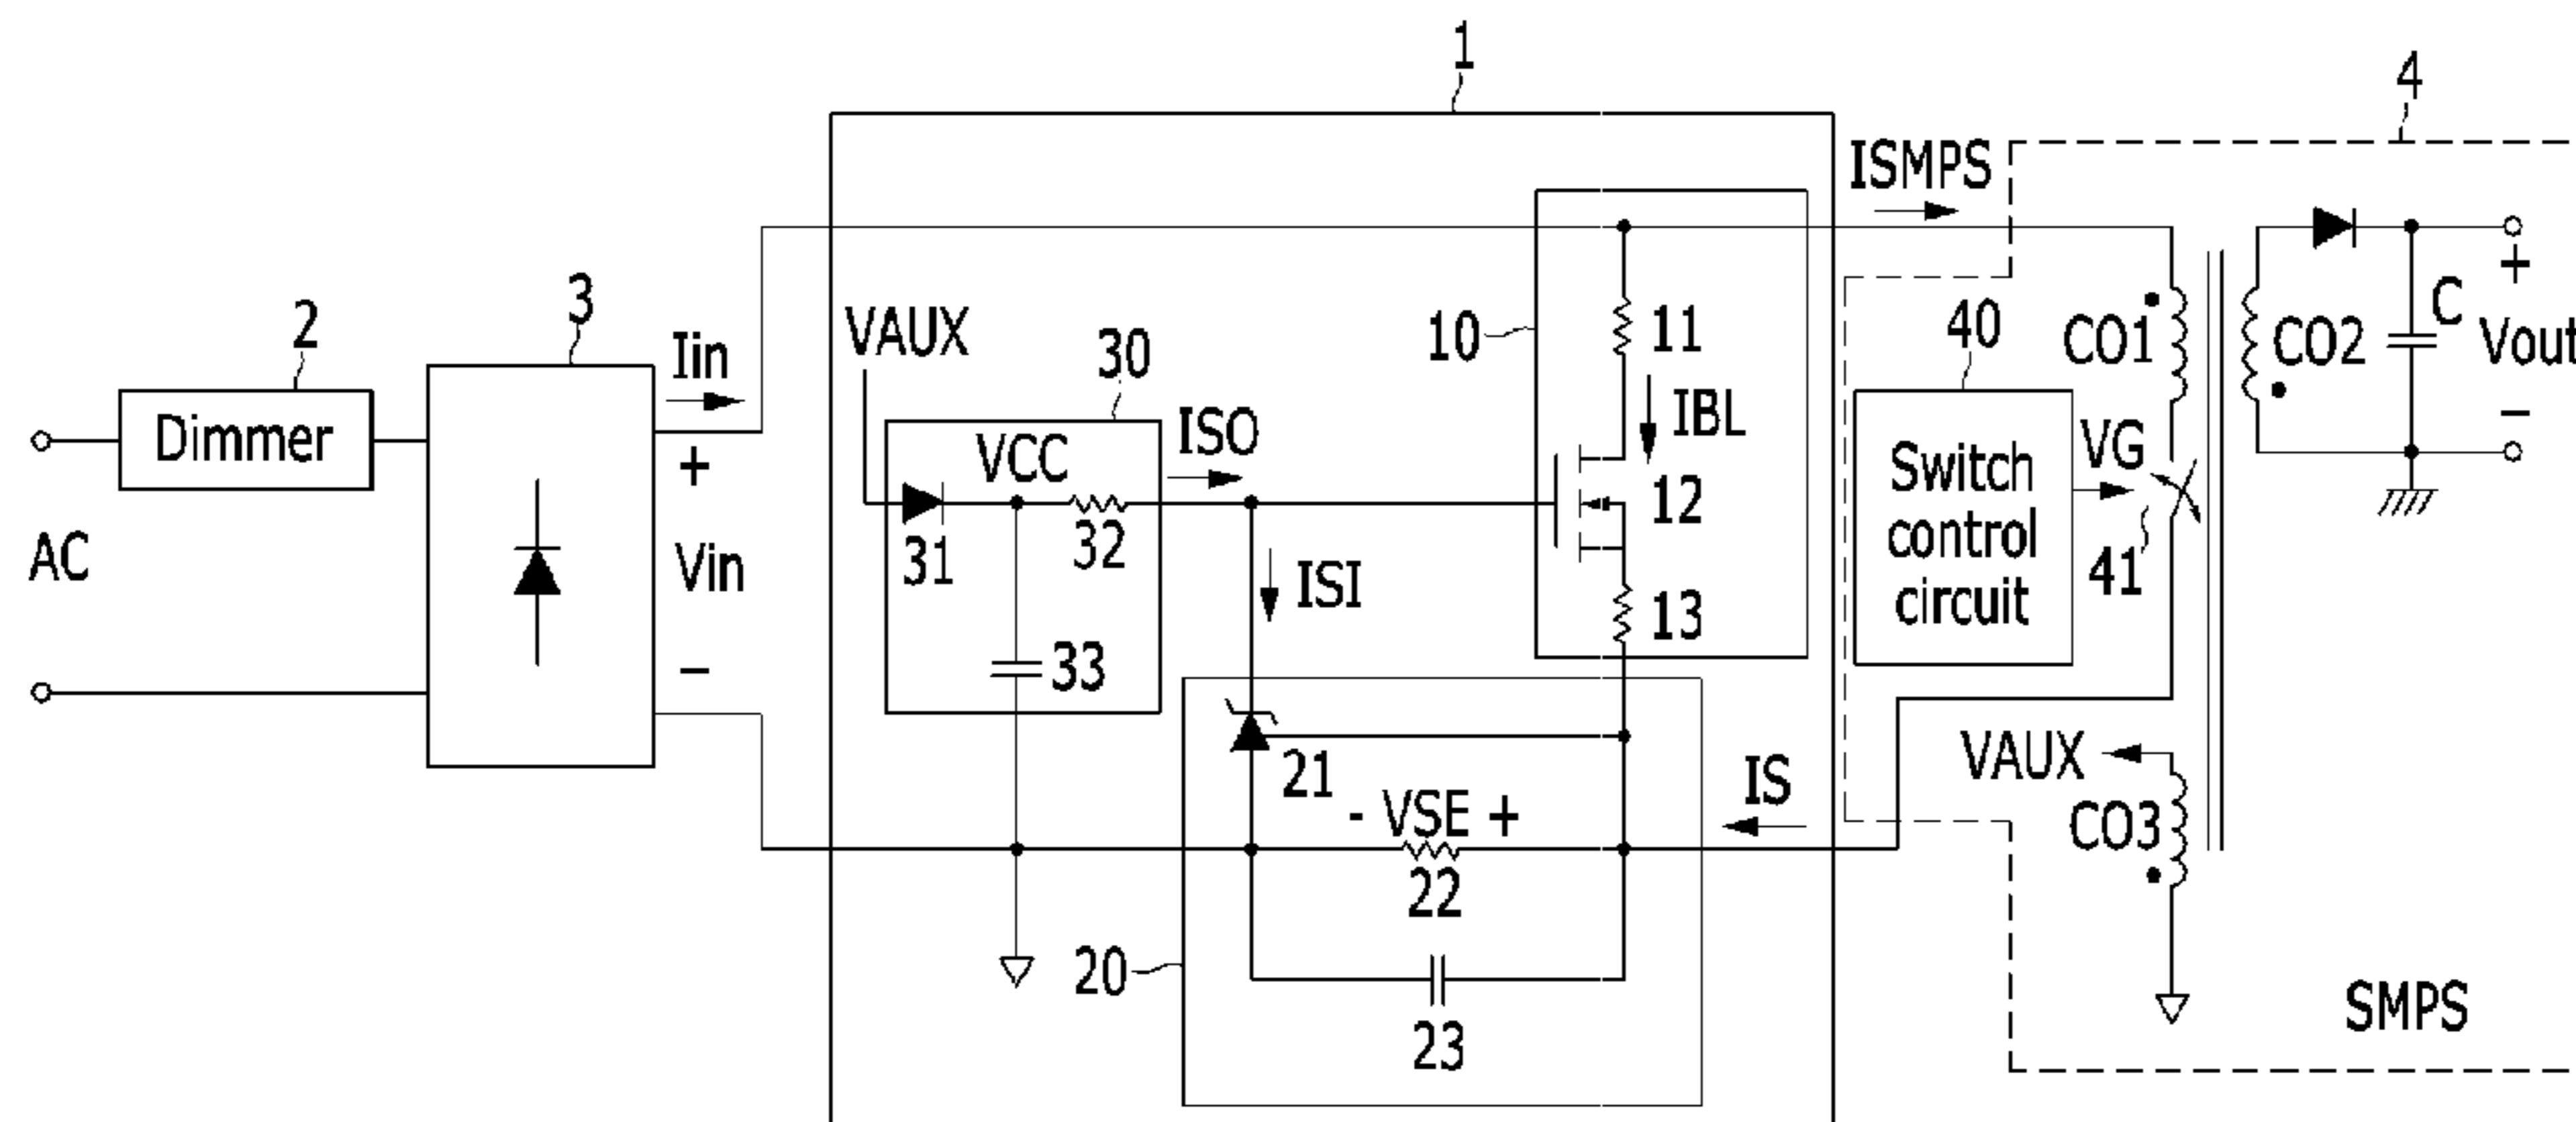 1
4
ISMPS
2
3
Iin
VAUX
30
10
11
40
CO1
CO2
C
+
Vout
−
Dimmer
+
VCC
ISO
IBL
12
Switch
control
circuit
VG
41
AC
Vin
31
32
ISI
13
33
−
21
- VSE +
IS
VAUX
CO3
22
20
23
SMPS